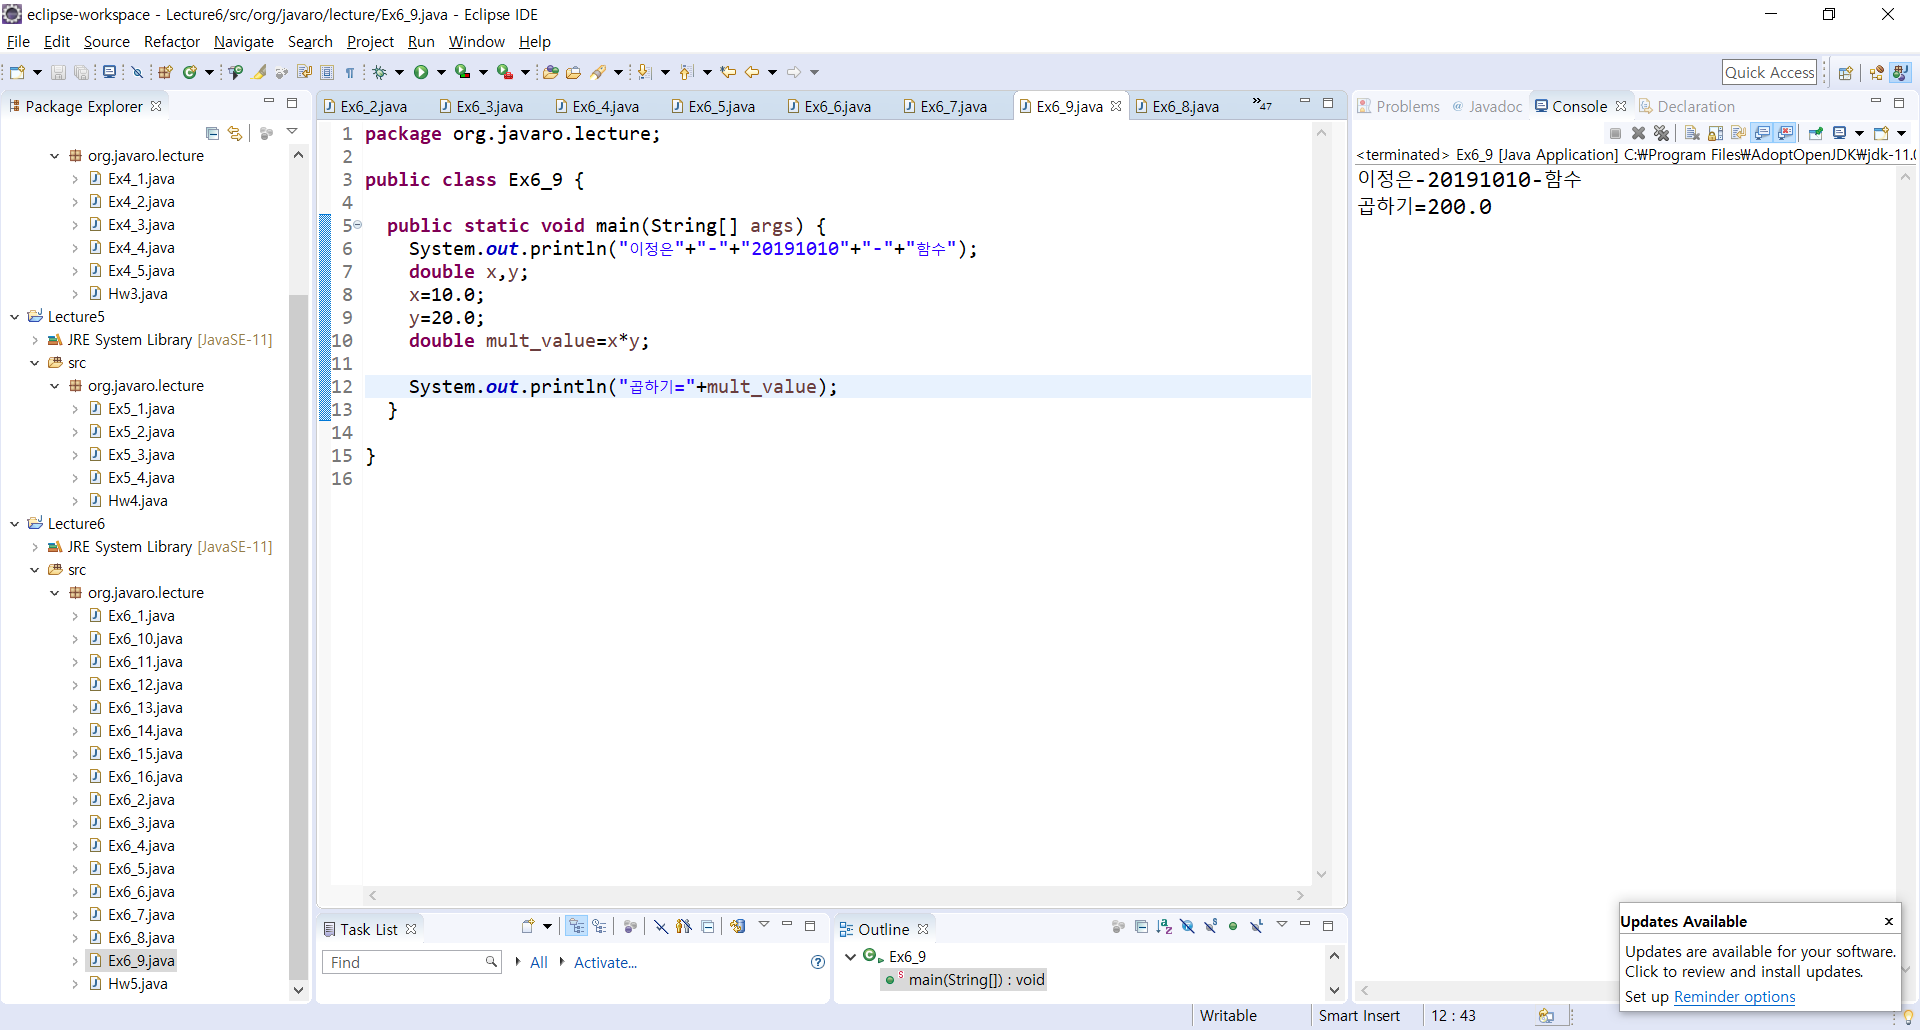 eclipse-workspace - Lecture6/src/org/javaro/lecture/Ex6_9.java - Eclipse IDE
File Edit Source Refactor Navigate Search Project Run Window Help
Quick Access
Package Explorer
org.javaro.lecture
Ex4_1.java
Ex4_2.java
Ex4_3.java
Ex4_4.java
Ex4_5.java
Hw3.java
Lecture5
JRE System Library [JavaSE-11]
src
org.javaro.lecture
Ex5_1.java
Ex5_2.java
Ex5_3.java
Ex5_4.java
Hw4.java
Lecture6
JRE System Library [JavaSE-11]
src
org.javaro.lecture
Ex6_1.java
Ex6_10.java
Ex6_11.java
Ex6_12.java
Ex6_13.java
Ex6_14.java
Ex6_15.java
Ex6_16.java
Ex6_2.java
Ex6_3.java
Ex6_4.java
Ex6_5.java
Ex6_6.java
Ex6_7.java
Ex6_8.java
Ex6_9.java
Hw5.java
Ex6_2.java Ex6_3.java Ex6_4.java Ex6_5.java Ex6_6.java Ex6_7.java Ex6_9.java Ex6_8.java »47
1 package org.javaro.lecture;
2
3 public class Ex6_9 {
4
5 public static void main(String[] args) {
6 System.out.println("이정은"+"-"+"20191010"+"-"+"함수");
7 double x,y;
8 x=10.0;
9 y=20.0;
10 double mult_value=x*y;
11
12 System.out.println("곱하기="+mult_value);
13 }
14
15 }
16
Problems @ Javadoc Console Declaration
<terminated> Ex6_9 [Java Application] C:₩Program Files₩AdoptOpenJDK₩jdk-11.0
이정은-20191010-함수
곱하기=200.0
Task List
Find All Activate...
Outline
Ex6_9
main(String[]) : void
Updates Available
Updates are available for your software.
Click to review and install updates.
Set up Reminder options
Writable Smart Insert 12 : 43